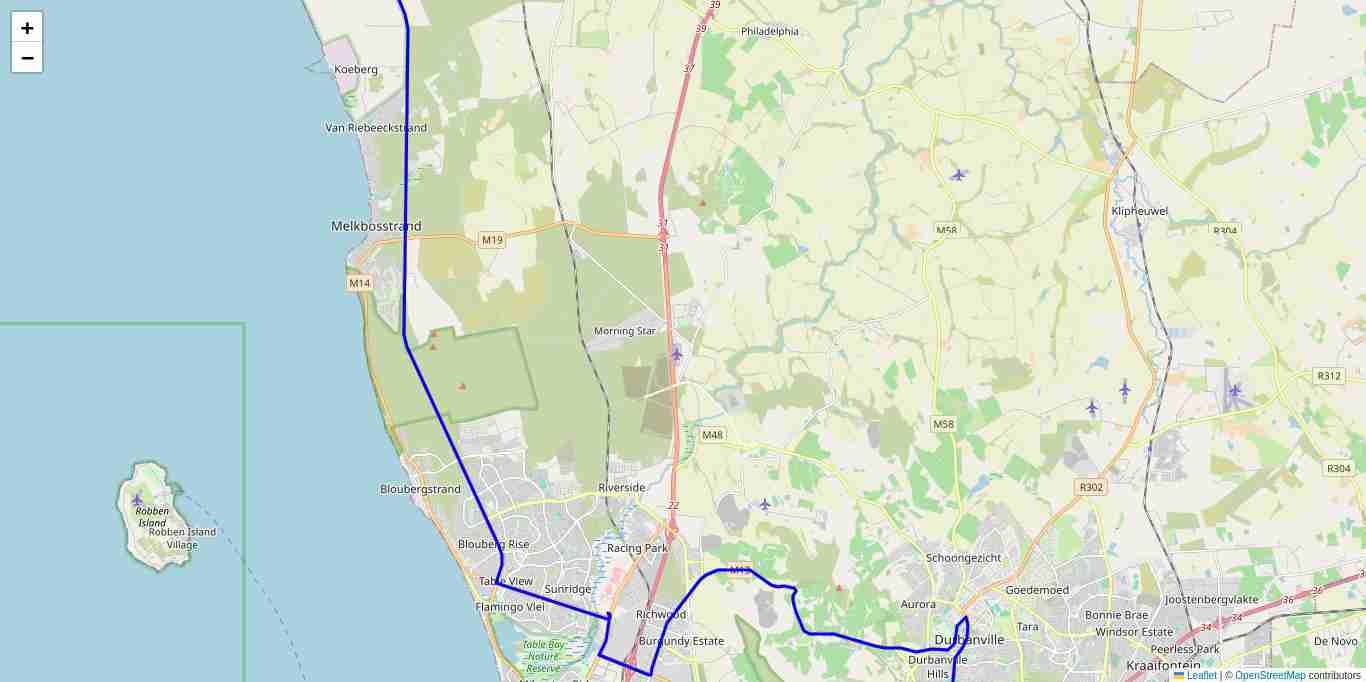 +
−
39
39
Philadelphia
37
Koeberg
Van Riebeeckstrand
Klipheuwel
Melkbosstrand
31
M58
R304
M19
31
M14
Morning Star
R312
M58
M48
R304
Bloubergstrand
Riverside
R302
Robben
Island
22
Robben Island
Village
Blouberg Rise
Racing Park
Schoongezicht
M13
Table View
Sunridge
Goedemoed
36
36
Flamingo Vlei
Aurora
Joostenbergvlakte
Richwood
Bonnie Brae
34
34
Tara
Windsor Estate
Table Bay
Nature
Reserve
Burgundy Estate
Durbanville
De Novo
Peerless Park
Durbanville
Hills
Kraaifontein
Leaflet | © OpenStreetMap contributors